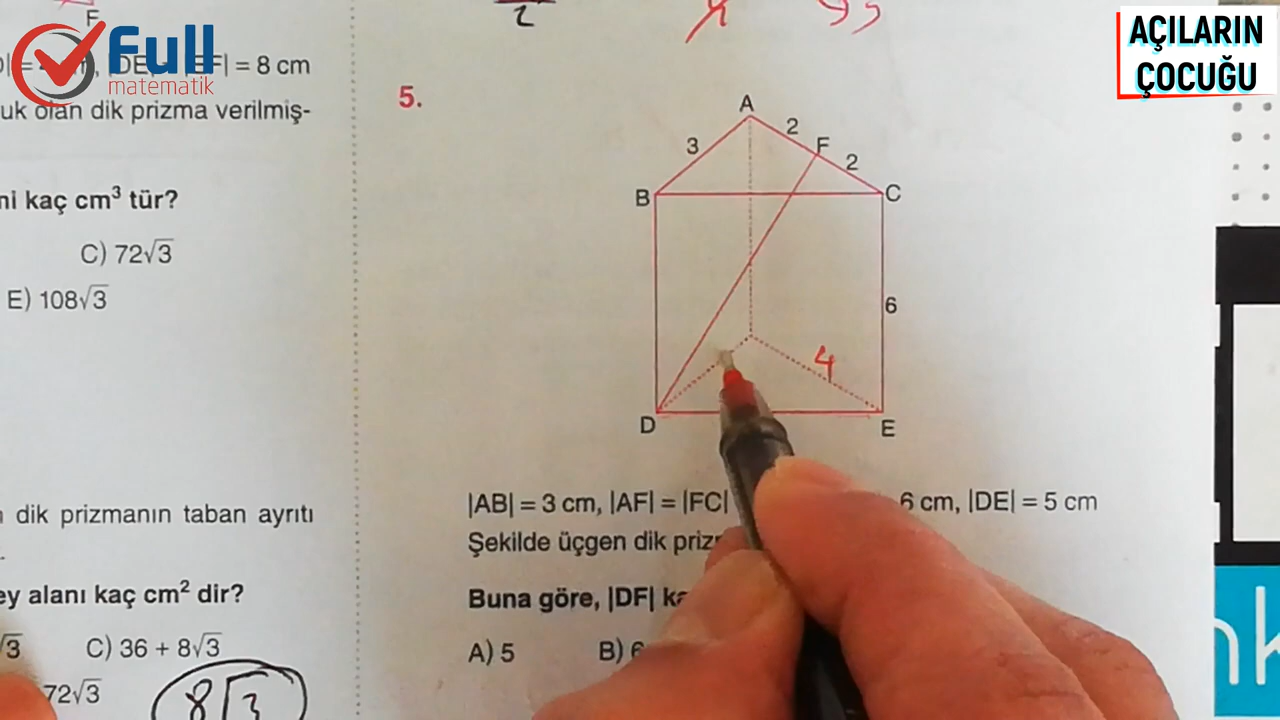 Full
matematik
AÇILARIN
ÇOCUĞU
F
| = 8 cm
uk olan dik prizma verilmiş-
ni kaç cm³ tür?
C) 72√3
E) 108√3
dik prizmanın taban ayrıtı
ey alanı kaç cm² dir?
√3 C) 36 + 8√3
72√3
8√3
5.
A
2
F
2
3
B
C
6
4
D
E
|AB| = 3 cm, |AF| = |FC| 6 cm, |DE| = 5 cm
Şekilde üçgen dik
Buna göre, |DF|
A) 5 B) 6